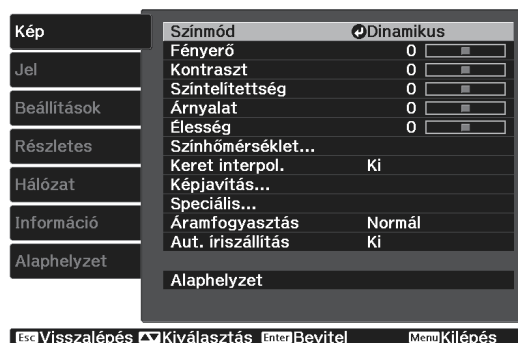 Kép
Jel
Beállítások
Részletes
Hálózat
Információ
Alaphelyzet
Színmód Dinamikus
Fényerő 0
Kontraszt 0
Színtelítettség 0
Árnyalat 0
Élesség 0
Színhőmérséklet...
Keret interpol. Ki
Képjavítás...
Speciális...
Áramfogyasztás Normál
Aut. íriszállítás Ki
Alaphelyzet
Esc Visszalépés Kiválasztás Enter Bevitel Menu Kilépés